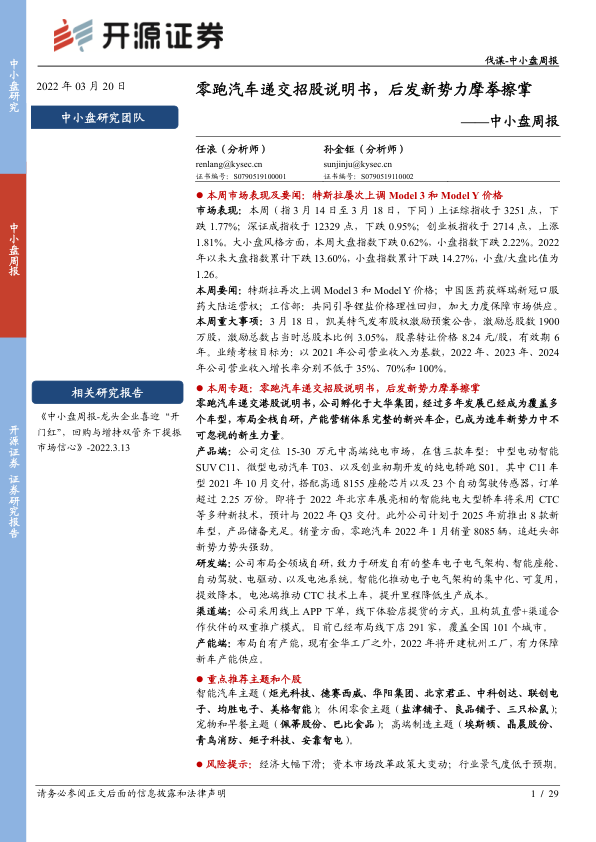 开源证券
伐谋-中小盘周报
中小盘研究
中小盘周报
开源证券 证券研究报告
2022 年 03 月 20 日
中小盘研究团队
零跑汽车递交招股说明书，后发新势力摩拳擦掌
——中小盘周报
任浪（分析师） 孙金钜（分析师）
renlang@kysec.cn sunjinju@kysec.cn
证书编号：S0790519100001 证书编号：S0790519110002
● 本周市场表现及要闻：特斯拉屡次上调 Model 3 和 Model Y 价格
市场表现：本周（指 3 月 14 日至 3 月 18 日，下同）上证综指收于 3251 点，下
跌 1.77%；深证成指收于 12329 点，下跌 0.95%；创业板指收于 2714 点，上涨
1.81%。大小盘风格方面，本周大盘指数下跌 0.62%，小盘指数下跌 2.22%。2022
年以来大盘指数累计下跌 13.60%，小盘指数累计下跌 14.27%，小盘/大盘比值为
1.26。
本周要闻：特斯拉再次上调 Model 3 和 Model Y 价格；中国医药获辉瑞新冠口服
药大陆运营权；工信部：共同引导锂盐价格理性回归，加大力度保障市场供应。
本周重大事项：3 月 18 日，凯美特气发布股权激励预案公告，激励总股数 1900
万股，激励总数占当时总股本比例 3.05%，股票转让价格 8.24 元/股，有效期 6
年。业绩考核目标为：以 2021 年公司营业收入为基数，2022 年、2023 年、2024
年公司营业收入增长率分别不低于 35%、70%和 100%。
● 本周专题：零跑汽车递交招股说明书，后发新势力摩拳擦掌
零跑汽车递交港股说明书，公司孵化于大华集团，经过多年发展已经成为覆盖多
个车型，布局全栈自研，产能营销体系完整的新兴车企，已成为造车新势力中不
可忽视的新生力量。
产品端：公司定位 15-30 万元中高端纯电市场，在售三款车型：中型电动智能
SUV C11、微型电动汽车 T03、以及创业初期开发的纯电轿跑 S01。其中 C11 车
型 2021 年 10 月交付，搭配高通 8155 座舱芯片以及 23 个自动驾驶传感器，订单
超过 2.25 万份。即将于 2022 年北京车展亮相的智能纯电大型轿车将采用 CTC
等多种新技术，预计与 2022 年 Q3 交付。此外公司计划于 2025 年前推出 8 款新
车型，产品储备充足。销量方面，零跑汽车 2022 年 1 月销量 8085 辆，追赶头部
新势力势头强劲。
研发端：公司布局全领域自研，致力于研发自有的整车电子电气架构、智能座舱、
自动驾驶、电驱动、以及电池系统。智能化推动电子电气架构的集中化、可复用，
提效降本。电池端推动 CTC 技术上车，提升里程降低生产成本。
渠道端：公司采用线上 APP 下单，线下体验店提货的方式，且构筑直营+渠道合
作伙伴的双重推广模式。目前已经布局线下店 291 家，覆盖全国 101 个城市。
产能端：布局自有产能，现有金华工厂之外，2022 年将开建杭州工厂，有力保障
新车产能供应。
● 重点推荐主题和个股
智能汽车主题（炬光科技、德赛西威、华阳集团、北京君正、中科创达、联创电
子、均胜电子、美格智能）；休闲零食主题（盐津铺子、良品铺子、三只松鼠）；
宠物和早餐主题（佩蒂股份、巴比食品）；高端制造主题（埃斯顿、晶晨股份、
青鸟消防、矩子科技、安靠智电）。
● 风险提示：经济大幅下滑；资本市场改革政策大变动；行业景气度低于预期。
相关研究报告
《中小盘周报-龙头企业喜迎“开
门红”，回购与增持双管齐下提振
市场信心》-2022.3.13
请务必参阅正文后面的信息披露和法律声明
1 / 29